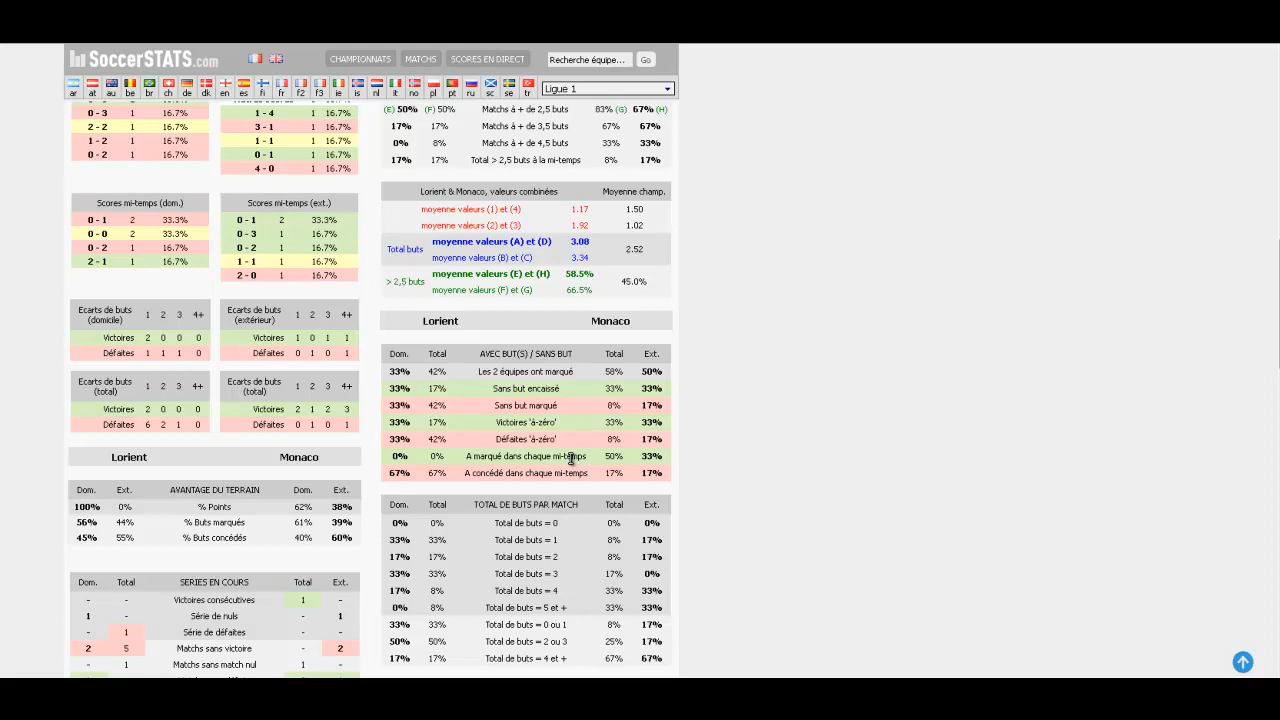 SoccerSTATS.com CHAMPIONNATS MATCHS SCORES EN DIRECT Recherche équipe... Go
ar at au be br ch de dk en es fi fr f2 f3 ie is nl no it pl pt ru sc se tr Ligue 1
0 - 3 1 16.7%
2 - 2 1 16.7%
1 - 2 1 16.7%
0 - 2 1 16.7%
1 - 4 1 16.7%
3 - 1 1 16.7%
1 - 1 1 16.7%
0 - 1 1 16.7%
4 - 0 1 16.7%
Scores mi-temps (dom.)
0 - 1 2 33.3%
0 - 0 2 33.3%
0 - 2 1 16.7%
2 - 1 1 16.7%
Scores mi-temps (ext.)
0 - 1 2 33.3%
0 - 3 1 16.7%
0 - 2 1 16.7%
1 - 1 1 16.7%
2 - 0 1 16.7%
Ecarts de buts (domicile) 1 2 3 4+
Victoires 2 0 0 0
Défaites 1 1 1 0
Ecarts de buts (extérieur) 1 2 3 4+
Victoires 1 0 1 1
Défaites 0 1 0 1
Ecarts de buts (total) 1 2 3 4+
Victoires 2 0 0 0
Défaites 6 2 1 0
Ecarts de buts (total) 1 2 3 4+
Victoires 2 1 2 3
Défaites 0 1 0 1
Lorient Monaco
Dom. Ext. AVANTAGE DU TERRAIN Dom. Ext.
100% 0% % Points 62% 38%
56% 44% % Buts marqués 61% 39%
45% 55% % Buts concédés 40% 60%
Dom. Total SERIES EN COURS Total Ext.
- - Victoires consécutives 1 -
1 - Série de nuls - 1
- 1 Série de défaites - -
2 5 Matchs sans victoire - 2
- 1 Matchs sans match nul 1 -
(E) 50% (F) 50% Matchs à + de 2,5 buts 83% (G) 67% (H)
17% 17% Matchs à + de 3,5 buts 67% 67%
0% 8% Matchs à + de 4,5 buts 33% 33%
17% 17% Total > 2,5 buts à la mi-temps 8% 17%
Lorient & Monaco, valeurs combinées Moyenne champ.
moyenne valeurs (1) et (4) 1.17 1.50
moyenne valeurs (2) et (3) 1.92 1.02
Total buts moyenne valeurs (A) et (D) 3.08 2.52
moyenne valeurs (B) et (C) 3.34
> 2,5 buts moyenne valeurs (E) et (H) 58.5% 45.0%
moyenne valeurs (F) et (G) 66.5%
Lorient Monaco
Dom. Total AVEC BUT(S) / SANS BUT Total Ext.
33% 42% Les 2 équipes ont marqué 58% 50%
33% 17% Sans but encaissé 33% 33%
33% 42% Sans but marqué 8% 17%
33% 17% Victoires 'à-zéro' 33% 33%
33% 42% Défaites 'à-zéro' 8% 17%
0% 0% A marqué dans chaque mi-temps 50% 33%
67% 67% A concédé dans chaque mi-temps 17% 17%
Dom. Total TOTAL DE BUTS PAR MATCH Total Ext.
0% 0% Total de buts = 0 0% 0%
33% 33% Total de buts = 1 8% 17%
17% 17% Total de buts = 2 8% 17%
33% 33% Total de buts = 3 17% 0%
17% 8% Total de buts = 4 33% 33%
0% 8% Total de buts = 5 et + 33% 33%
33% 33% Total de buts = 0 ou 1 8% 17%
50% 50% Total de buts = 2 ou 3 25% 17%
17% 17% Total de buts = 4 et + 67% 67%